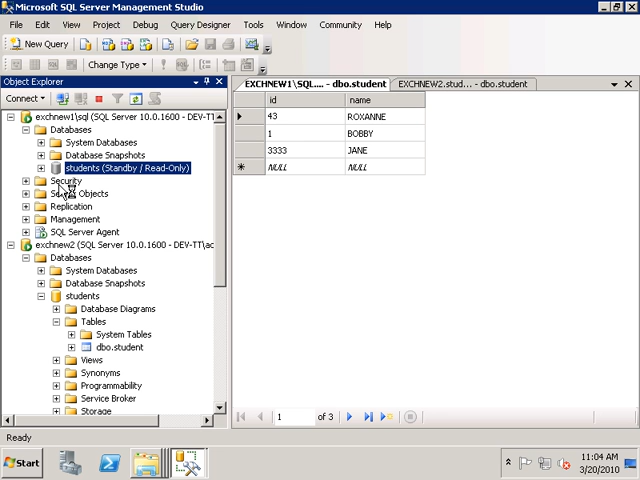 Microsoft SQL Server Management Studio
File Edit View Project Debug Query Designer Tools Window Community Help
New Query
Change Type
Object Explorer
Connect
exchnew1\sql (SQL Server 10.0.1600 - DEV-TT\
Databases
System Databases
Database Snapshots
students (Standby / Read-Only)
Security
Objects
Replication
Management
SQL Server Agent
exchnew2 (SQL Server 10.0.1600 - DEV-TT\ac
Databases
System Databases
Database Snapshots
students
Database Diagrams
Tables
System Tables
dbo.student
Views
Synonyms
Programmability
Service Broker
Storage
EXCHNEW1\SQL.... - dbo.student EXCHNEW2.stud... - dbo.student
id name
43 ROXANNE
1 BOBBY
3333 JANE
NULL NULL
1 of 3
Ready
Start
11:04 AM
3/20/2010